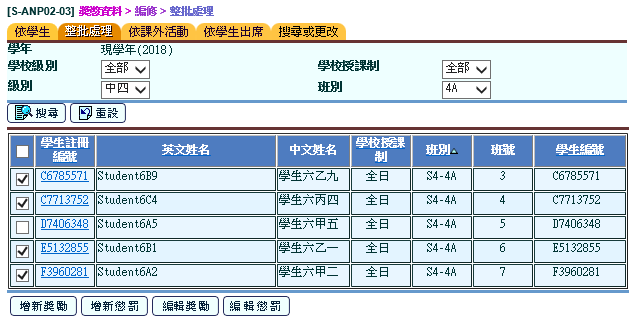 [S-ANP02-03] 獎懲資料 > 編修 > 整批處理
依學生 整批處理 依課外活動 依學生出席 搜尋或更改
學年 現學年(2018)
學校級別 全部 學校授課制 全部
級別 中四 班別 4A
搜尋 重設
學生註冊編號 英文姓名 中文姓名 學校授課制 班別 班號 學生編號
C6785571 Student6B9 學生六乙九 全日 S4-4A 3 C6785571
C7713752 Student6C4 學生六丙四 全日 S4-4A 4 C7713752
D7406348 Student6A5 學生六甲五 全日 S4-4A 5 D7406348
E5132855 Student6B1 學生六乙一 全日 S4-4A 6 E5132855
F3960281 Student6A2 學生六甲二 全日 S4-4A 7 F3960281
增新獎勵 增新懲罰 編輯獎勵 編輯懲罰